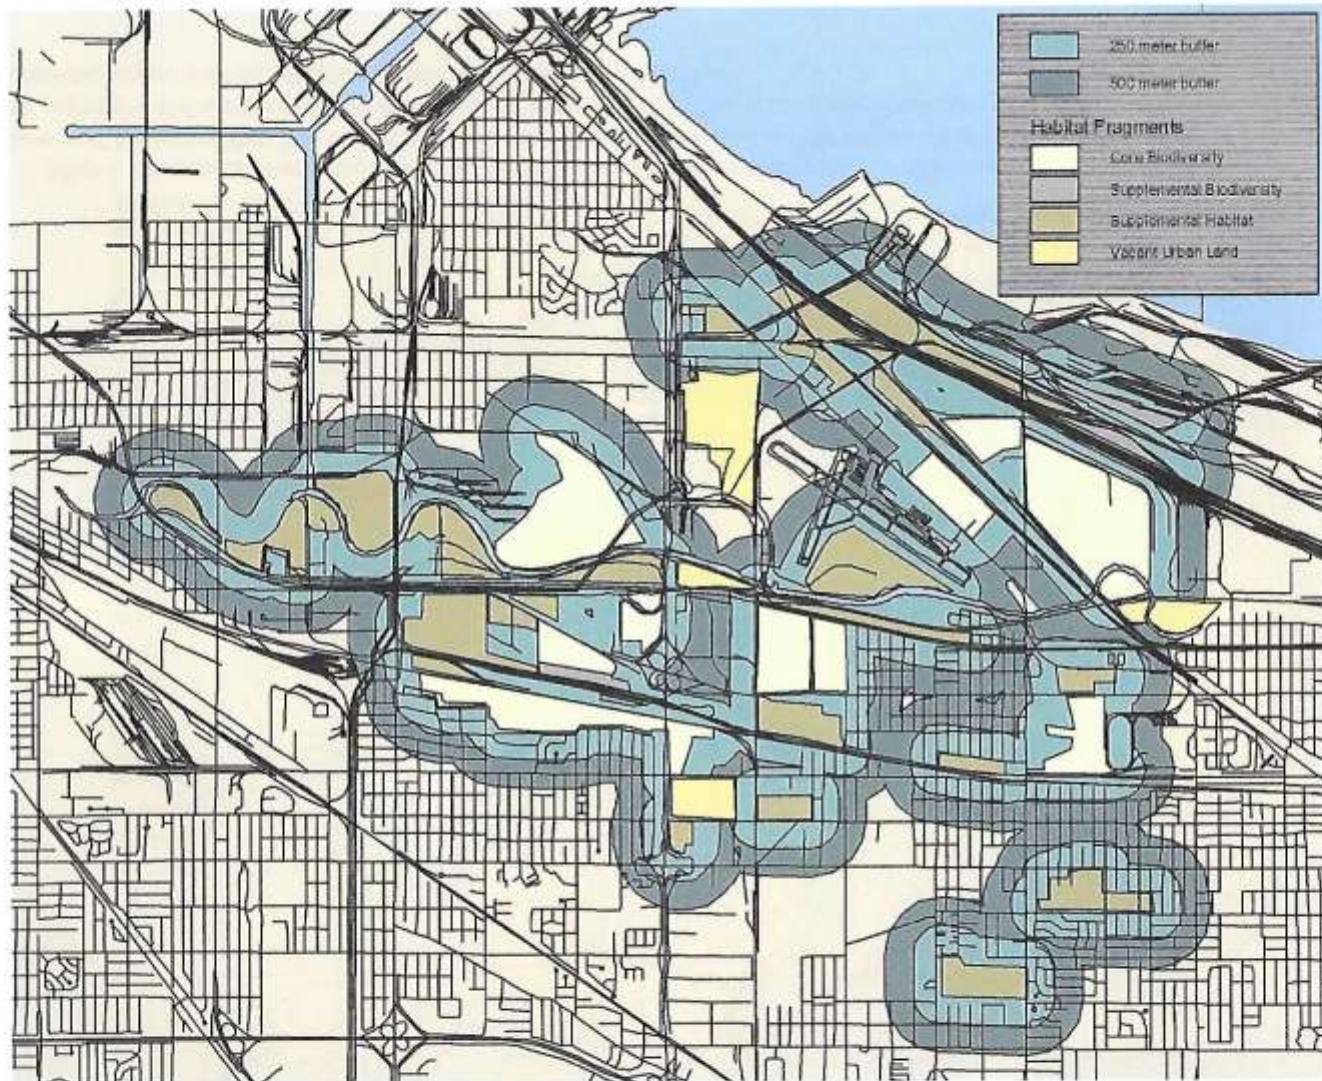 250 meter buffer
500 meter buffer
Habitat Fragments
Core Biodiversity
Supplemental Biodiversity
Supplemental Habitat
Vacant Urban Land